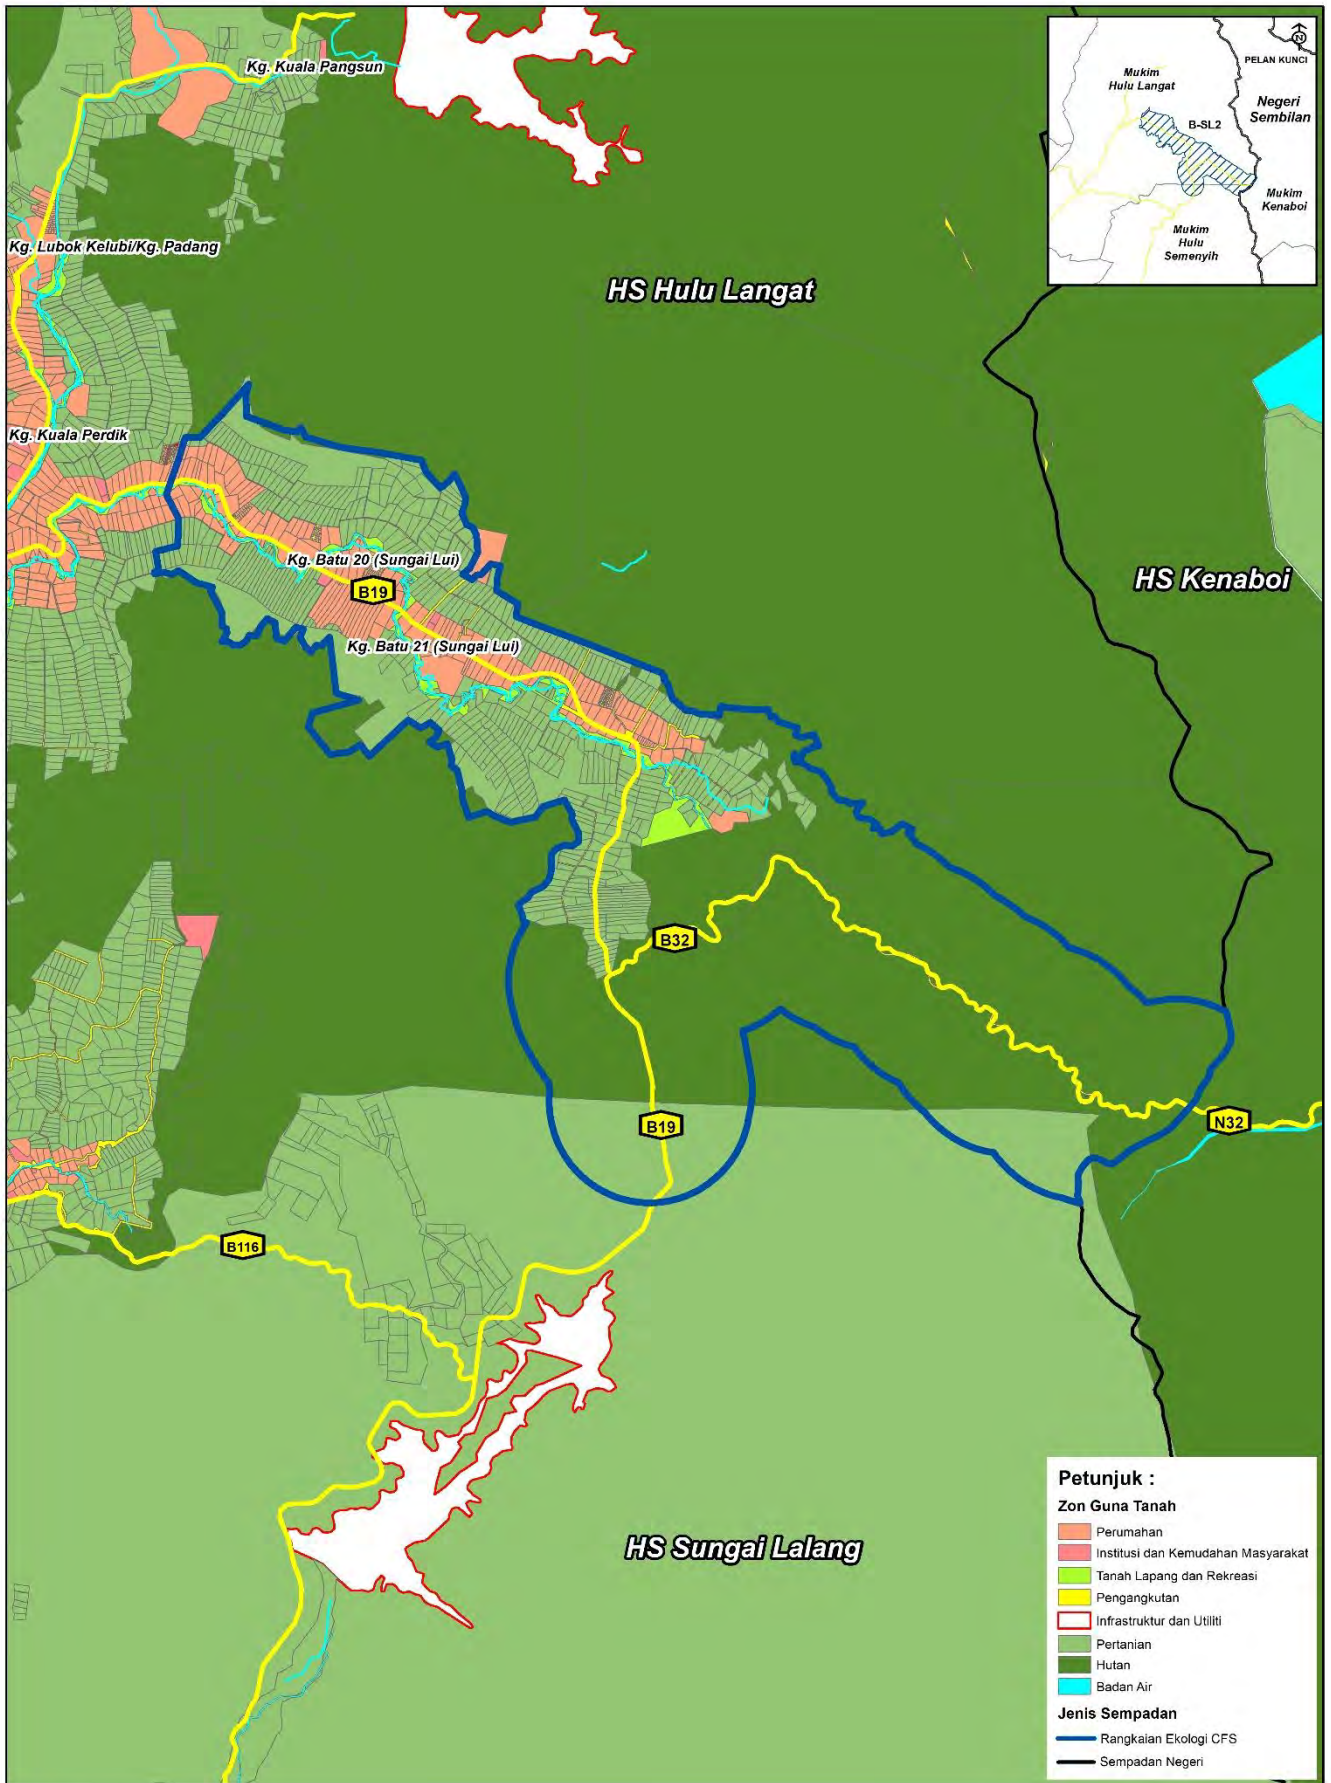 Kg. Kuala Pangsun
N
PELAN KUNCI
Mukim
Hulu Langat
Negeri
Sembilan
B-SL2
Mukim
Kenaboi
Mukim
Hulu
Semenyih
Kg. Lubok Kelubi/Kg. Padang
HS Hulu Langat
Kg. Kuala Perdik
Kg. Batu 20 (Sungai Lui)
B19
HS Kenaboi
Kg. Batu 21 (Sungai Lui)
B32
B19
N32
B116
HS Sungai Lalang
Petunjuk :
Zon Guna Tanah
Perumahan
Institusi dan Kemudahan Masyarakat
Tanah Lapang dan Rekreasi
Pengangkutan
Infrastruktur dan Utiliti
Pertanian
Hutan
Badan Air
Jenis Sempadan
Rangkaian Ekologi CFS
Sempadan Negeri